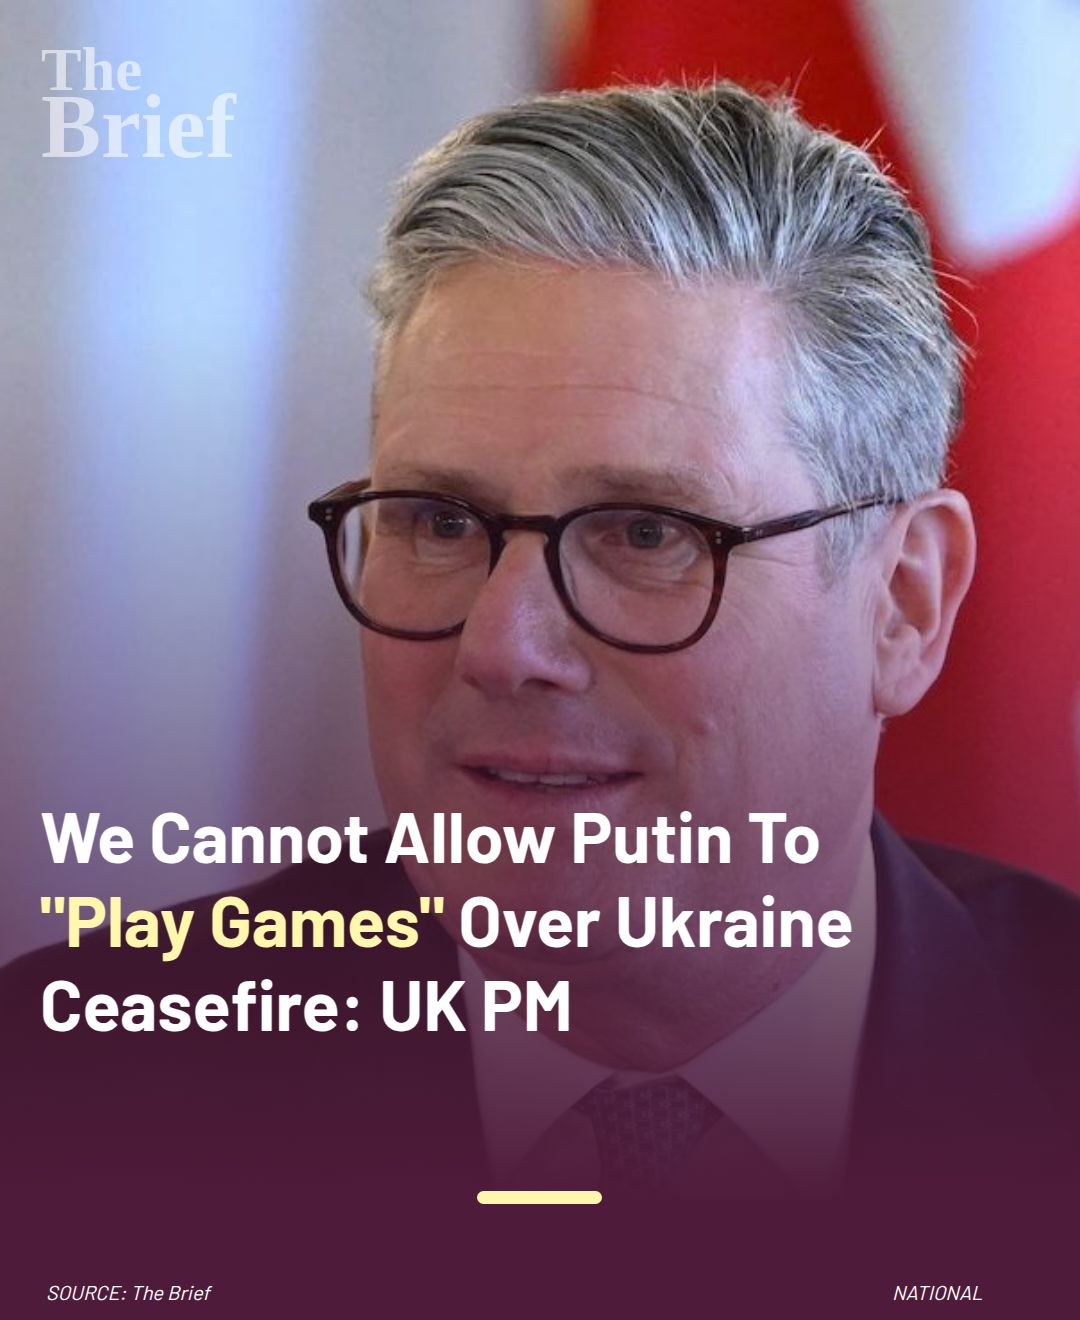 The
Brief
We Cannot Allow Putin To
"Play Games" Over Ukraine
Ceasefire: UK PM
SOURCE: The Brief
NATIONAL